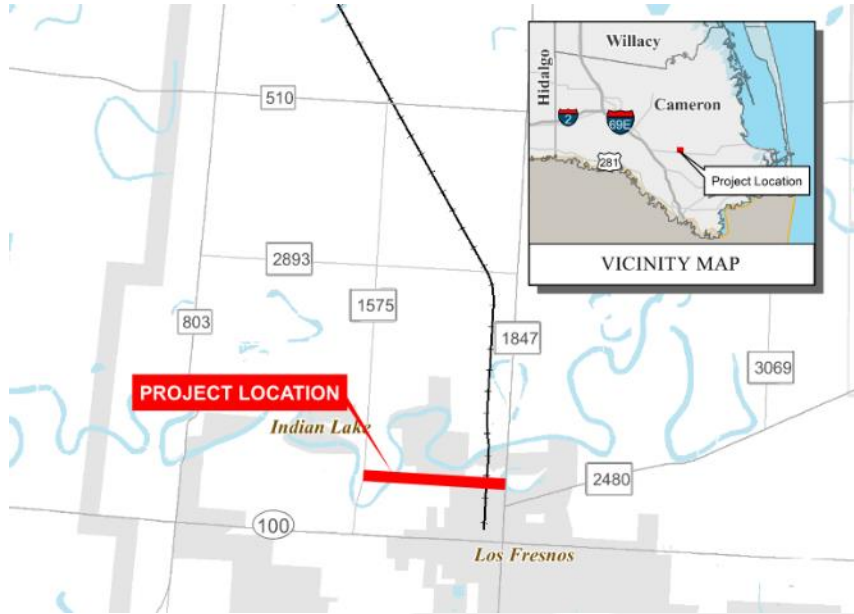 Willacy
Hidalgo
Cameron
2
69E
281
Project Location
VICINITY MAP
510
2893
1575
803
1847
3069
PROJECT LOCATION
Indian Lake
2480
100
Los Fresnos